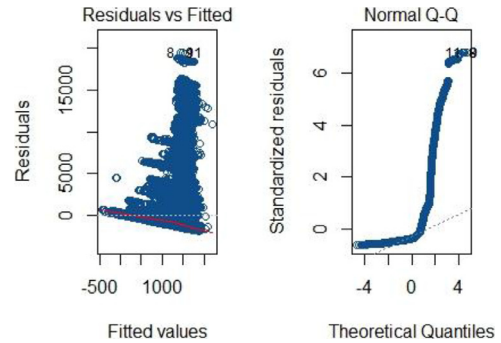 Residuals vs Fitted
Residuals
0
5000
15000
-500
1000
Fitted values
Normal Q-Q
Standardized residuals
0
2
4
6
-4
0
4
Theoretical Quantiles